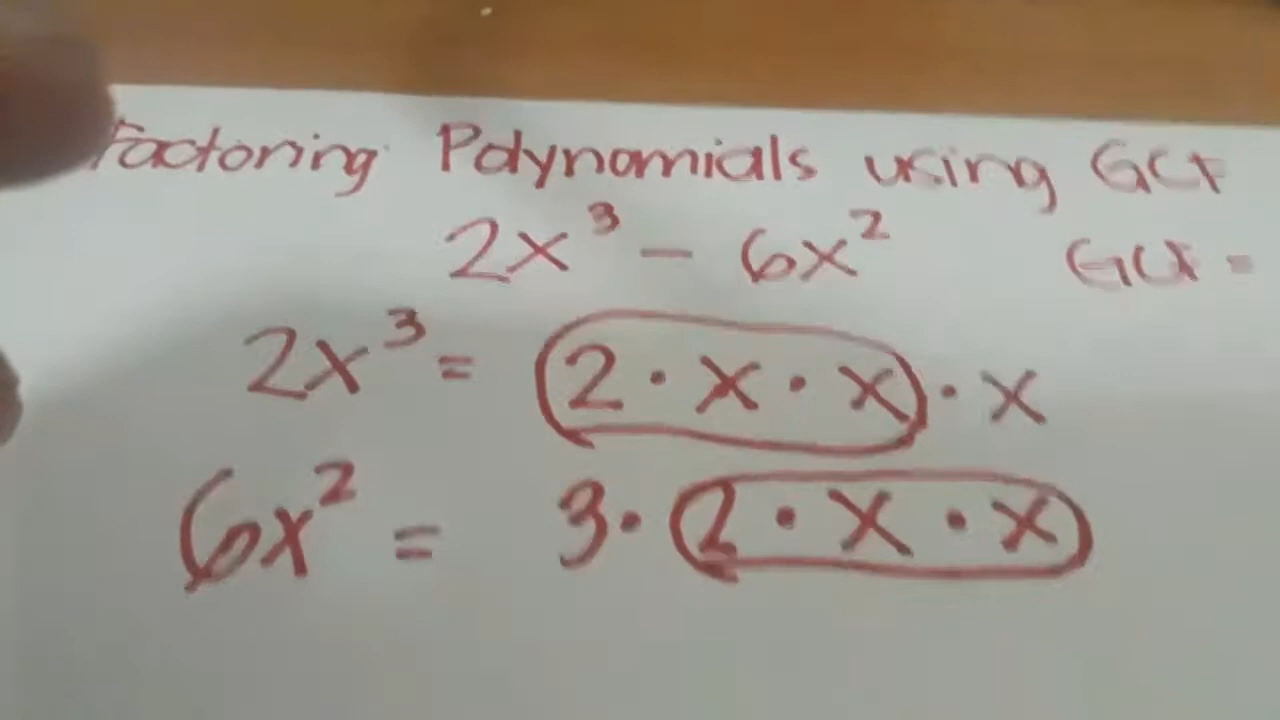 Factoring Polynomials using GCF
2x³ - 6x² GCF =
2x³ = 2 · x · x · x
6x² = 3 · 2 · x · x